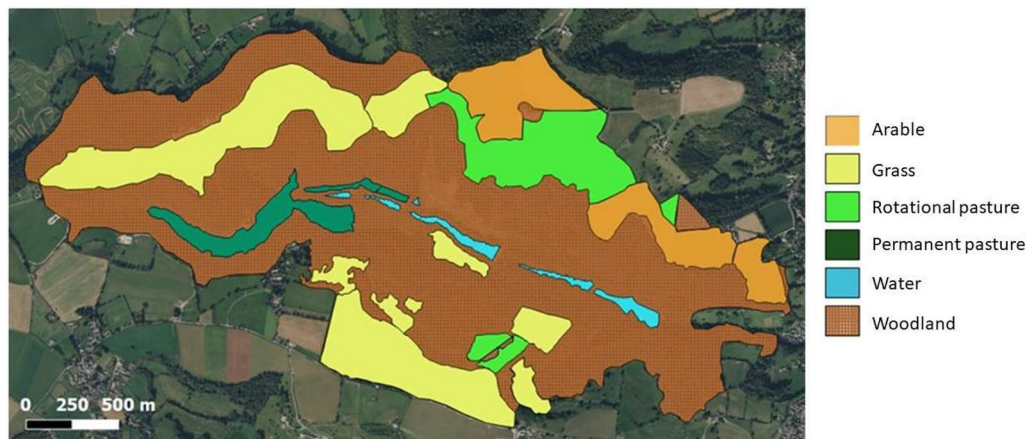 Arable
Grass
Rotational pasture
Permanent pasture
Water
Woodland
0 250 500 m